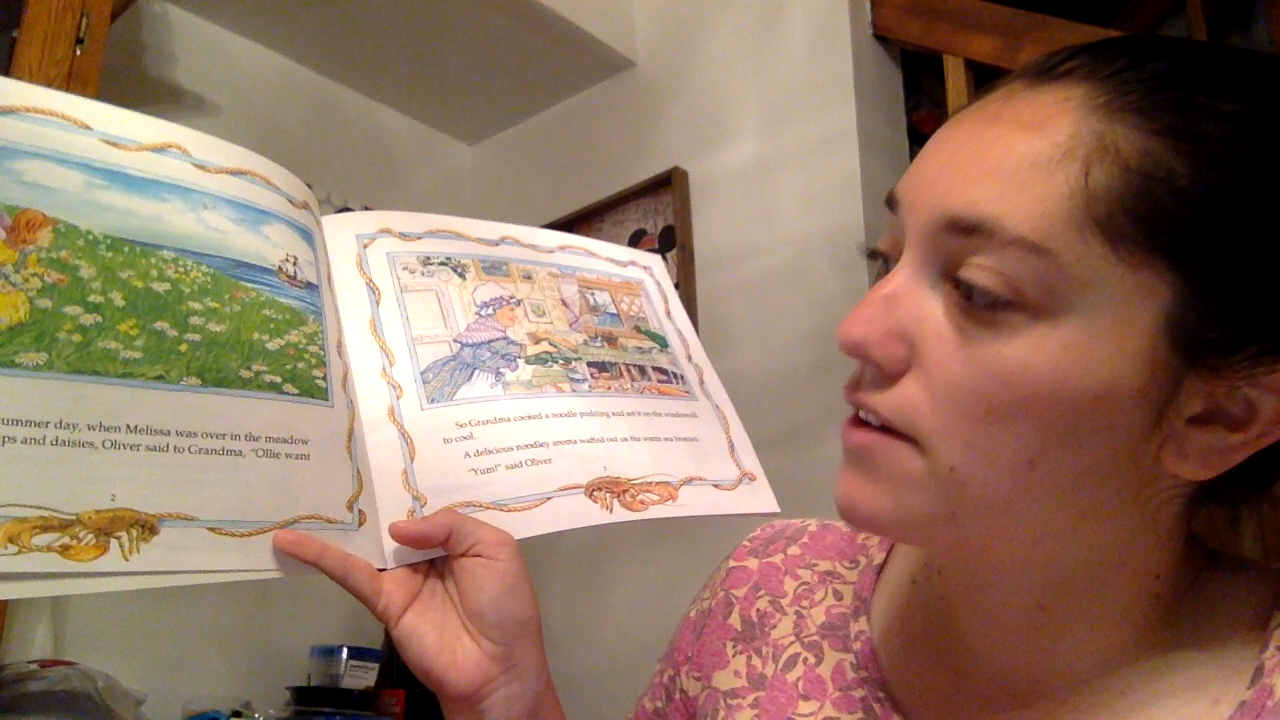 summer day, when Melissa was over in the meadow
ps and daisies, Oliver said to Grandma, "Ollie want
2
So Grandma cooked a noodle pudding and set it on the windowsill
to cool.
A delicious noodley aroma wafted out on the warm sea breezes.
"Yum!" said Oliver.
3